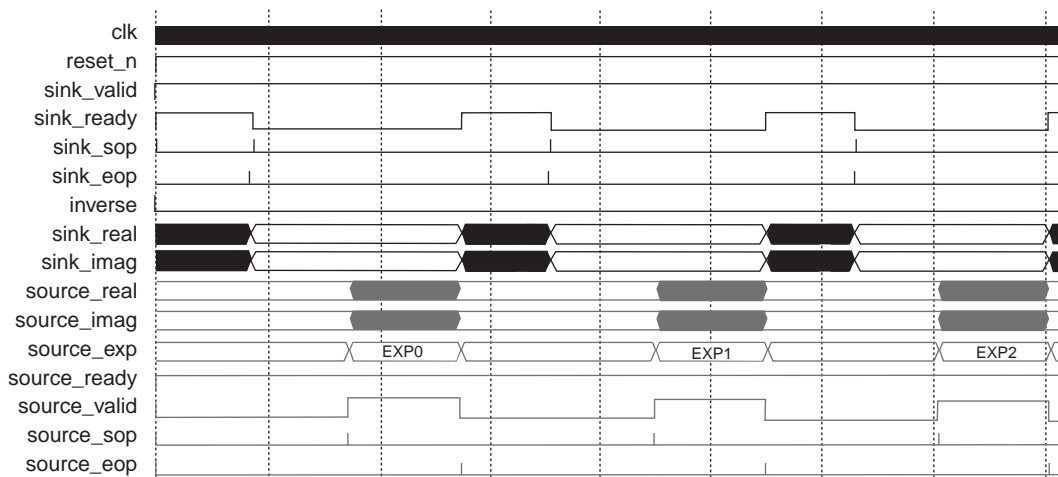 clk
reset_n
sink_valid
sink_ready
sink_sop
sink_eop
inverse
sink_real
sink_imag
source_real
source_imag
source_exp EXP0 EXP1 EXP2
source_ready
source_valid
source_sop
source_eop